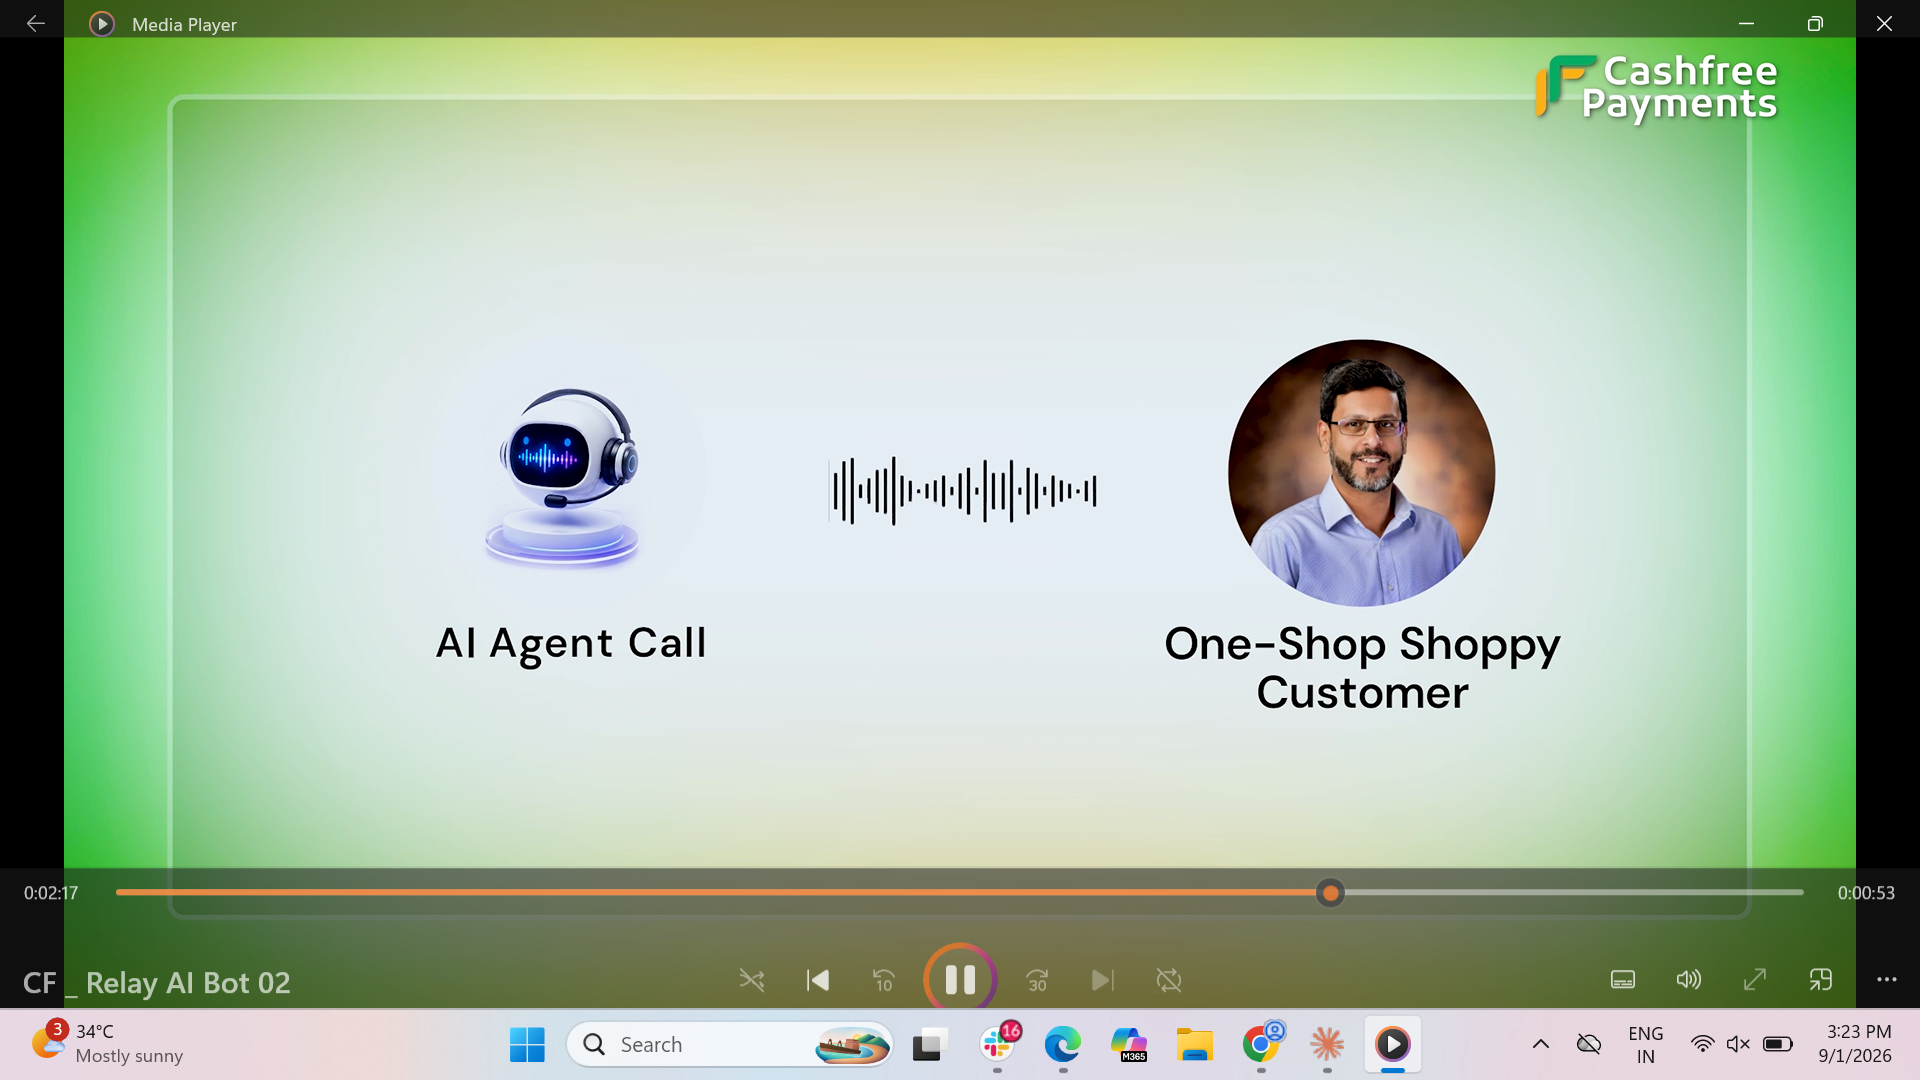 Media Player
Cashfree
Payments
AI Agent Call
One-Shop Shoppy
Customer
0:02:17
0:00:53
CF _ Relay AI Bot 02
10
30
3
34°C
Mostly sunny
Search
16
M365
ENG
IN
3:23 PM
9/1/2026